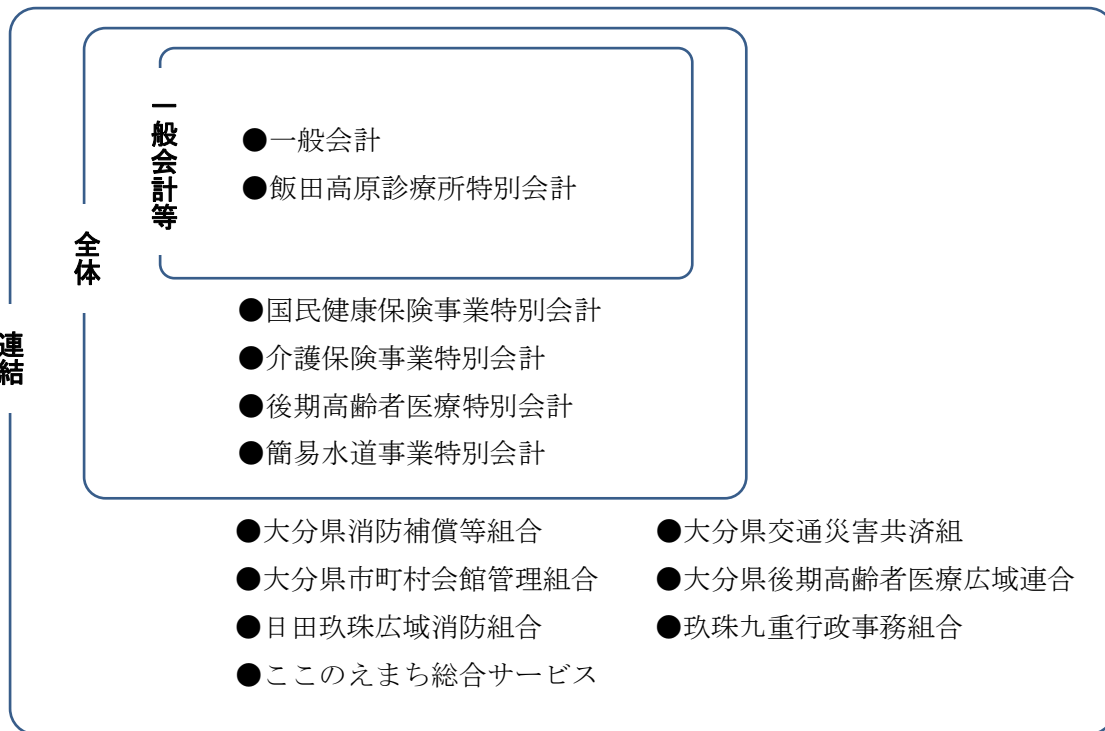 一般会計等
●一般会計
●飯田高原診療所特別会計
全体
●国民健康保険事業特別会計
●介護保険事業特別会計
●後期高齢者医療特別会計
●簡易水道事業特別会計
連結
●大分県消防補償等組合
●大分県交通災害共済組
●大分県市町村会館管理組合
●大分県後期高齢者医療広域連合
●日田玖珠広域消防組合
●玖珠九重行政事務組合
●ここのえまち総合サービス